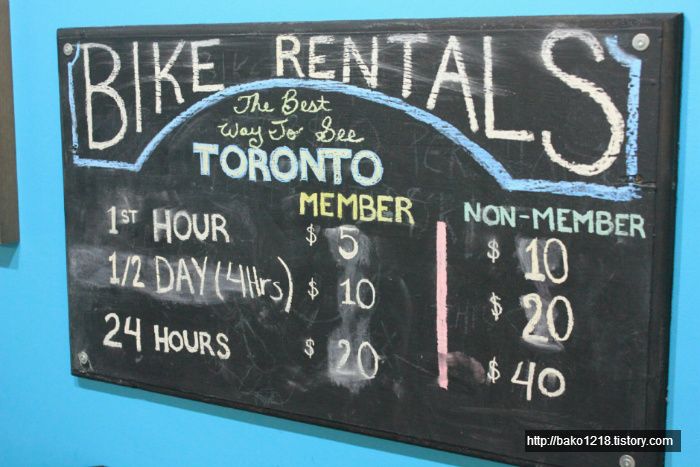 BIKE RENTALS
The Best
Way To See
TORONTO
MEMBER NON-MEMBER
1ST HOUR $ 5 $ 10
1/2 DAY (4Hrs) $ 10 $ 20
24 HOURS $ 20 $ 40
http://bako1218.tistory.com